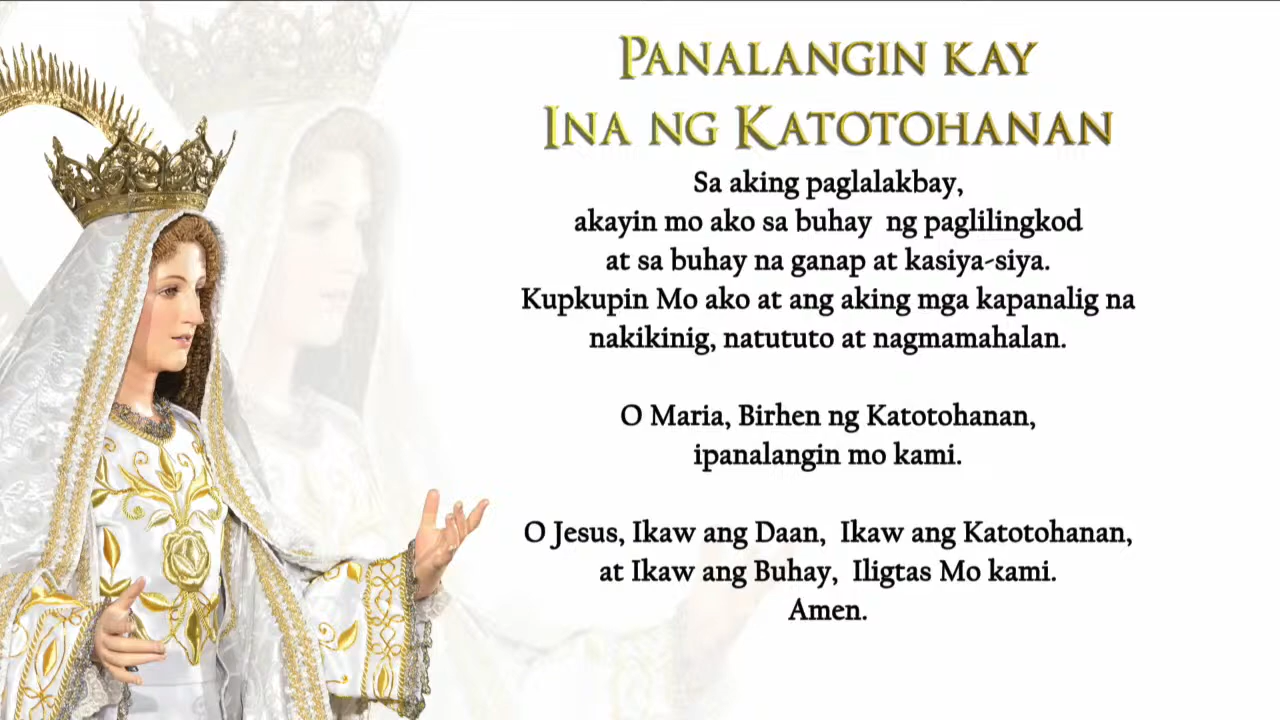 PANALANGIN KAY
INA NG KATOTOHANAN
Sa aking paglalakbay,
akayin mo ako sa buhay ng paglilingkod
at sa buhay na ganap at kasiya-siya.
Kupkupin Mo ako at ang aking mga kapanalig na
nakikinig, natututo at nagmamahalan.
O Maria, Birhen ng Katotohanan,
ipanalangin mo kami.
O Jesus, Ikaw ang Daan, Ikaw ang Katotohanan,
at Ikaw ang Buhay, Iligtas Mo kami.
Amen.